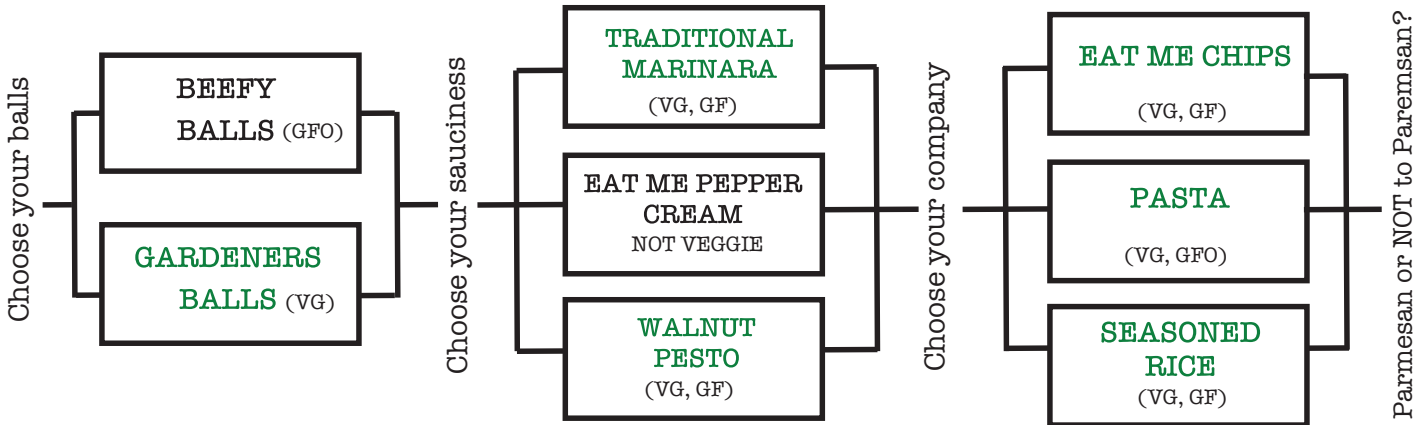 Choose your balls
BEEFY
BALLS (GFO)
GARDENERS
BALLS (VG)
Choose your sauciness
TRADITIONAL
MARINARA
(VG, GF)
EAT ME PEPPER
CREAM
NOT VEGGIE
WALNUT
PESTO
(VG, GF)
Choose your company
EAT ME CHIPS
(VG, GF)
PASTA
(VG, GFO)
SEASONED
RICE
(VG, GF)
Parmesan or NOT to Paremsan?